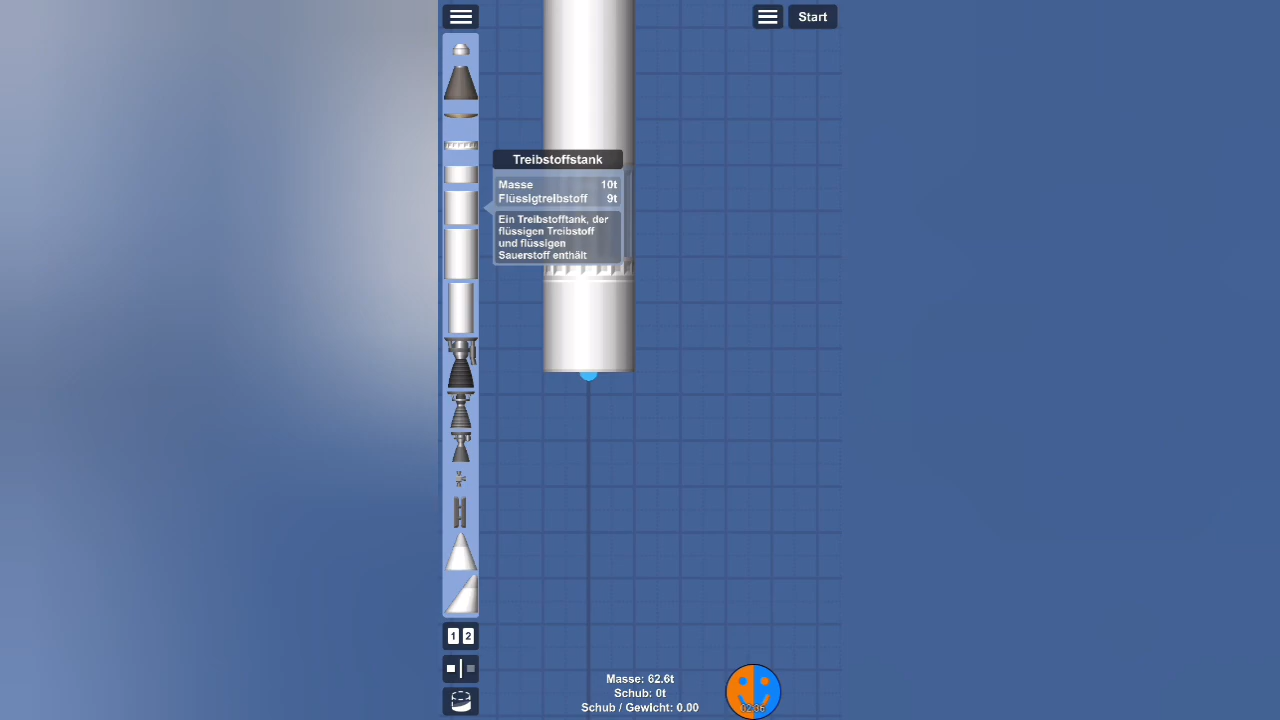 Start
Treibstoffstank
Masse 10t
Flüssigtreibstoff 9t
Ein Treibstofftank, der
flüssigen Treibstoff
und flüssigen
Sauerstoff enthält
1 2
Masse: 62.6t
Schub: 0t
Schub / Gewicht: 0.00